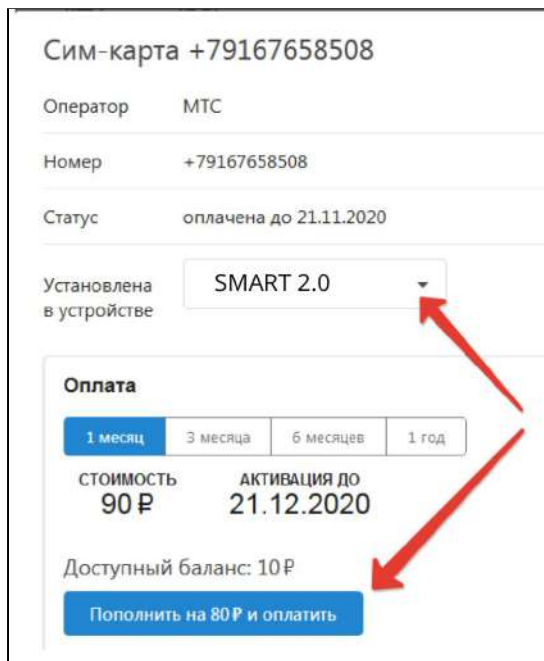 Сим-карта +79167658508
Оператор МТС
Номер +79167658508
Статус оплачена до 21.11.2020
Установлена
в устройстве
SMART 2.0
Оплата
1 месяц 3 месяца 6 месяцев 1 год
СТОИМОСТЬ АКТИВАЦИЯ ДО
90 ₽ 21.12.2020
Доступный баланс: 10 ₽
Пополнить на 80 ₽ и оплатить